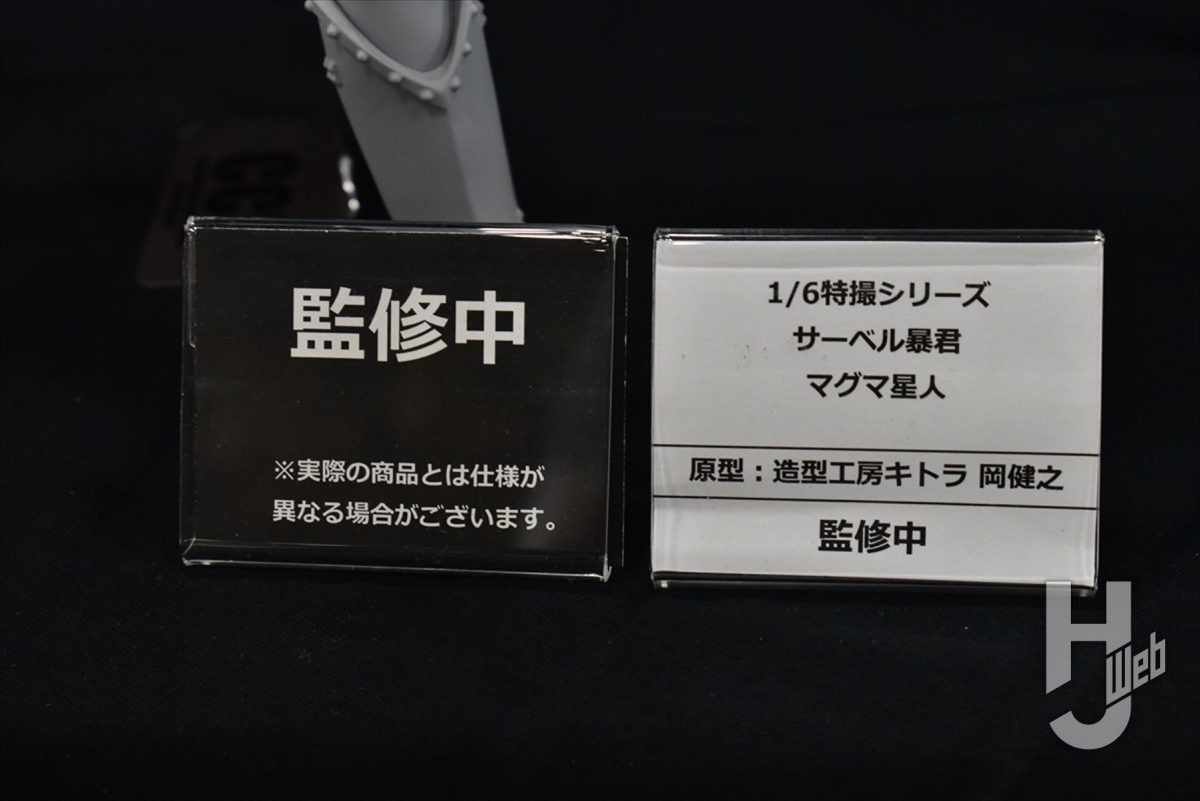 監修中
※実際の商品とは仕様が
異なる場合がございます。
1/6特撮シリーズ
サーベル暴君
マグマ星人
原型:造型工房キトラ 岡健之
監修中
HJ Web